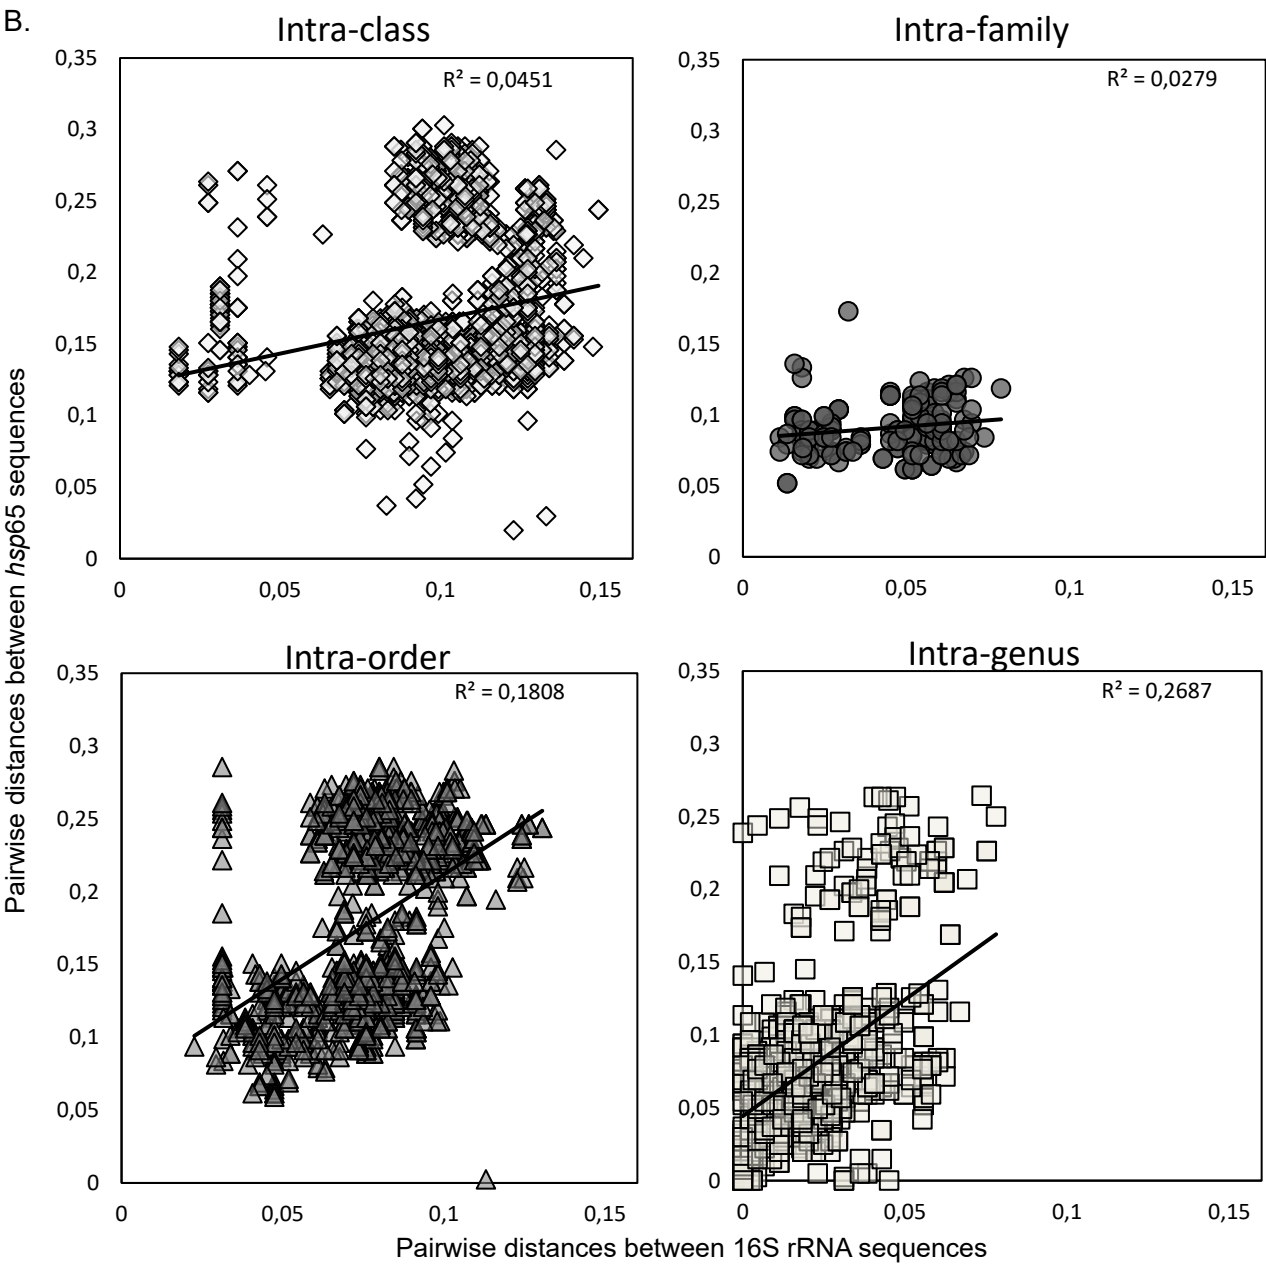 B.
Intra-class
R² = 0,0451
0,35
0,3
0,25
0,2
0,15
0,1
0,05
0
0 0,05 0,1 0,15
Intra-family
R² = 0,0279
0,35
0,3
0,25
0,2
0,15
0,1
0,05
0
0 0,05 0,1 0,15
Pairwise distances between hsp65 sequences
Intra-order
R² = 0,1808
0,35
0,3
0,25
0,2
0,15
0,1
0,05
0
0 0,05 0,1 0,15
Intra-genus
R² = 0,2687
0,35
0,3
0,25
0,2
0,15
0,1
0,05
0
0 0,05 0,1 0,15
Pairwise distances between 16S rRNA sequences